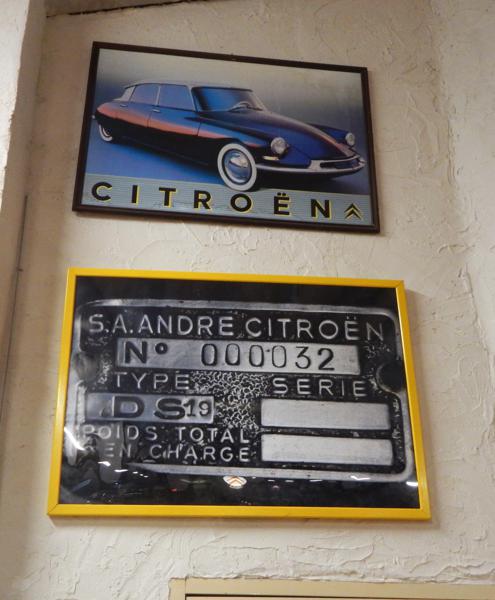 CITROËN
S.A. ANDRE CITROËN
N° 000032
TYPE SERIE
DS19
POIDS TOTAL
EN CHARGE